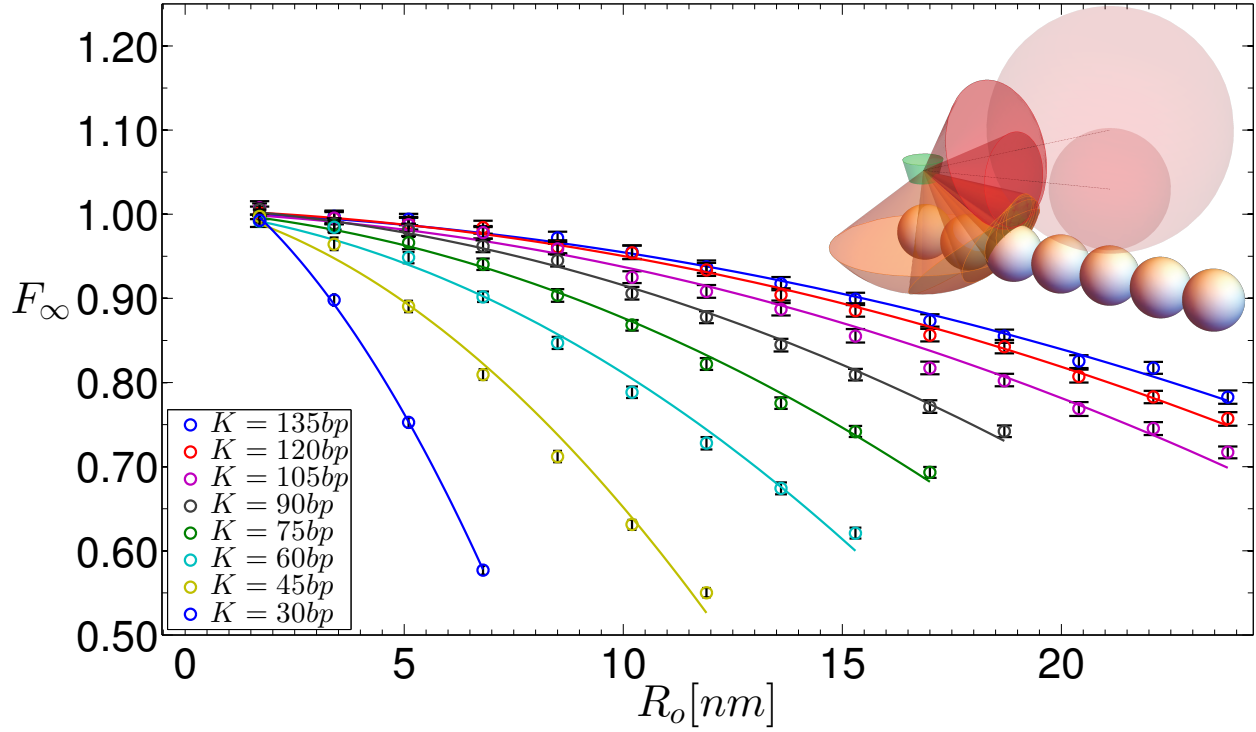 1.20
1.10
1.00
0.90
0.80
0.70
0.60
0.50
F∞
K = 135bp
K = 120bp
K = 105bp
K = 90bp
K = 75bp
K = 60bp
K = 45bp
K = 30bp
0 5 10 15 20
R_o[nm]